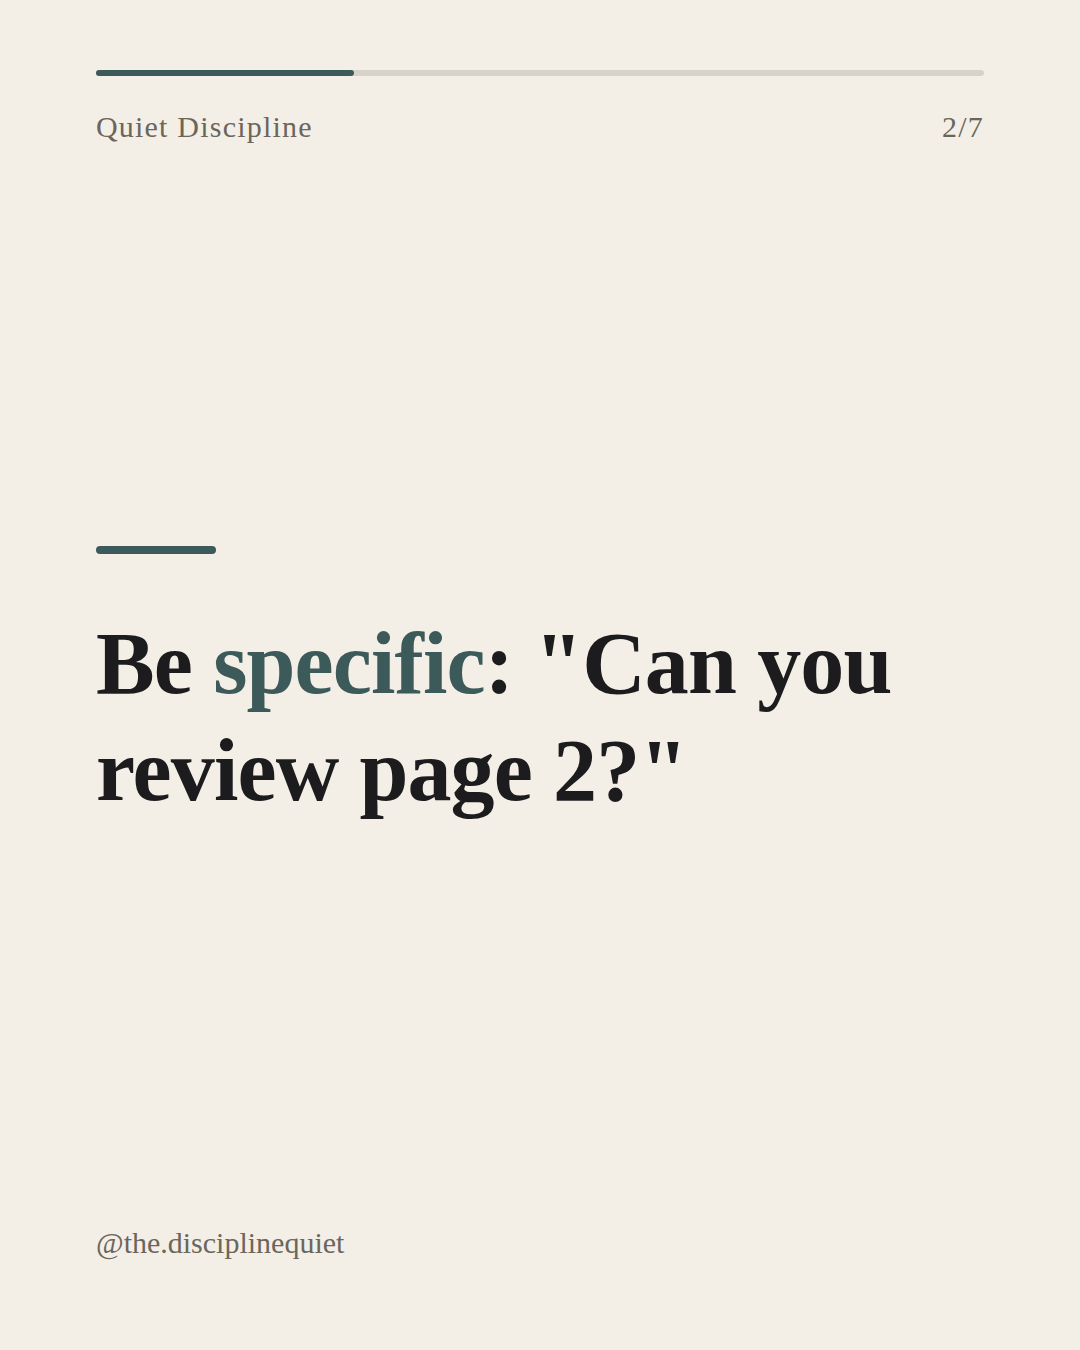 Quiet Discipline
2/7
Be specific: "Can you
review page 2?"
@the.disciplinequiet